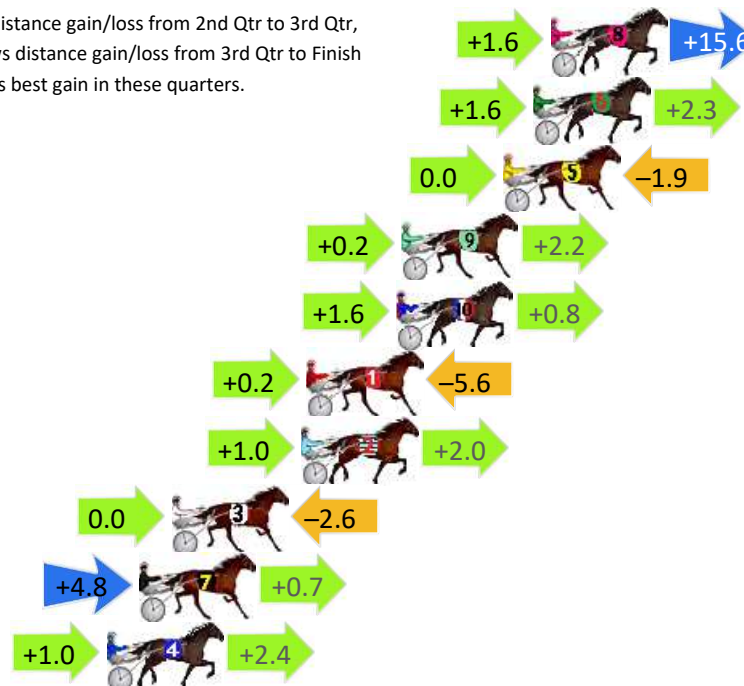 distance gain/loss from 2nd Qtr to 3rd Qtr,
distance gain/loss from 3rd Qtr to Finish
best gain in these quarters.
+1.6 8 +15.6
+1.6 6 +2.3
0.0 5 –1.9
+0.2 9 +2.2
+1.6 10 +0.8
+0.2 1 –5.6
+1.0 2 +2.0
0.0 3 –2.6
+4.8 7 +0.7
+1.0 4 +2.4